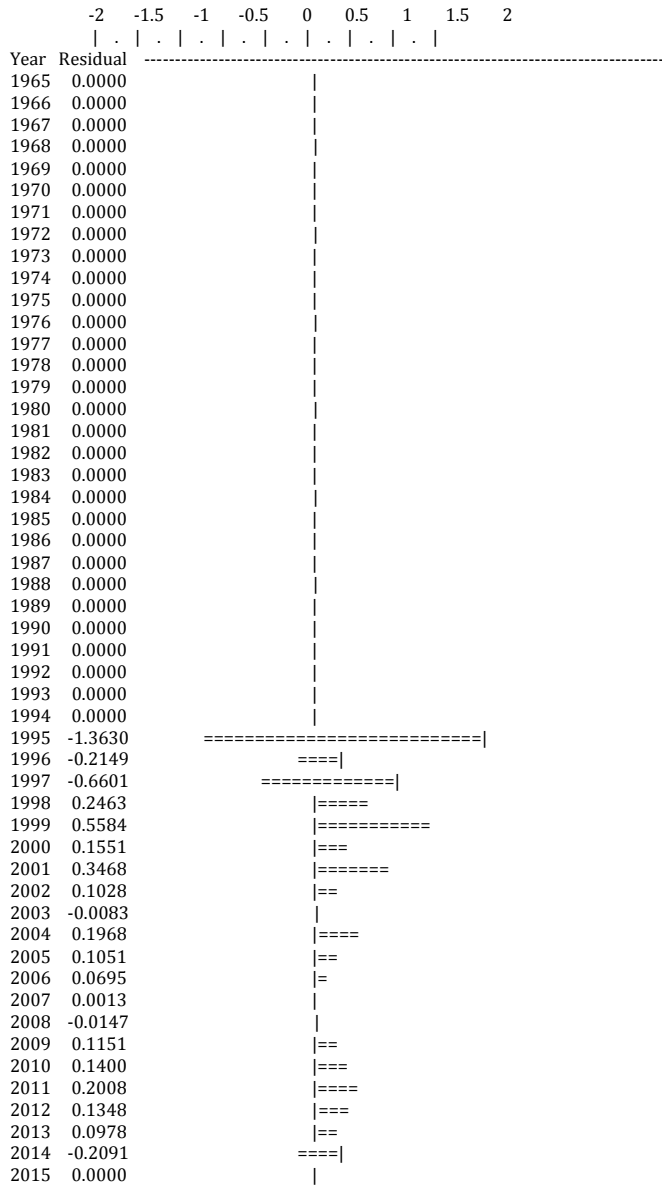 -2 -1.5 -1 -0.5 0 0.5 1 1.5 2
| . | . | . | . | . | . | . | . |
Year Residual ------------------------------------------------------------------------------------
1965 0.0000 |
1966 0.0000 |
1967 0.0000 |
1968 0.0000 |
1969 0.0000 |
1970 0.0000 |
1971 0.0000 |
1972 0.0000 |
1973 0.0000 |
1974 0.0000 |
1975 0.0000 |
1976 0.0000 |
1977 0.0000 |
1978 0.0000 |
1979 0.0000 |
1980 0.0000 |
1981 0.0000 |
1982 0.0000 |
1983 0.0000 |
1984 0.0000 |
1985 0.0000 |
1986 0.0000 |
1987 0.0000 |
1988 0.0000 |
1989 0.0000 |
1990 0.0000 |
1991 0.0000 |
1992 0.0000 |
1993 0.0000 |
1994 0.0000 |
1995 -1.3630 ===========================|
1996 -0.2149 ====|
1997 -0.6601 =============|
1998 0.2463 |=====
1999 0.5584 |===========
2000 0.1551 |===
2001 0.3468 |=======
2002 0.1028 |==
2003 -0.0083 |
2004 0.1968 |====
2005 0.1051 |==
2006 0.0695 |=
2007 0.0013 |
2008 -0.0147 |
2009 0.1151 |==
2010 0.1400 |===
2011 0.2008 |====
2012 0.1348 |===
2013 0.0978 |==
2014 -0.2091 ====|
2015 0.0000 |